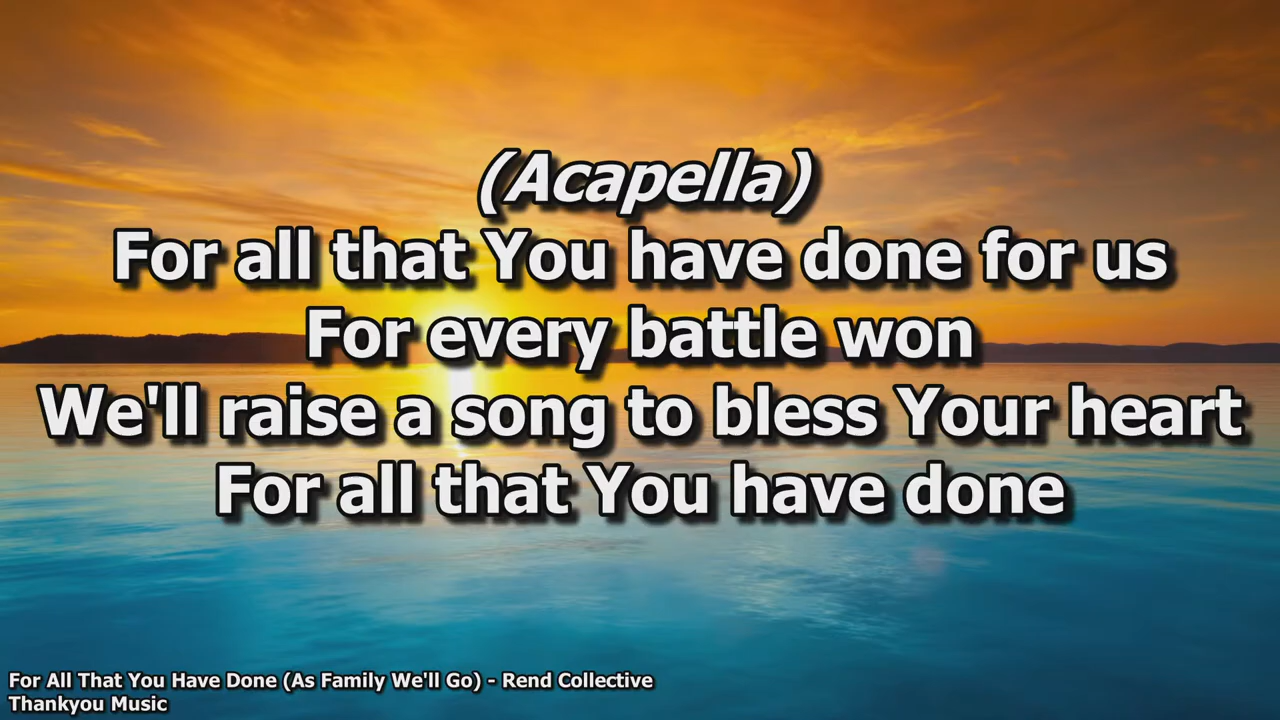 (Acapella)
For all that You have done for us
For every battle won
We'll raise a song to bless Your heart
For all that You have done
For All That You Have Done (As Family We'll Go) - Rend Collective
Thankyou Music